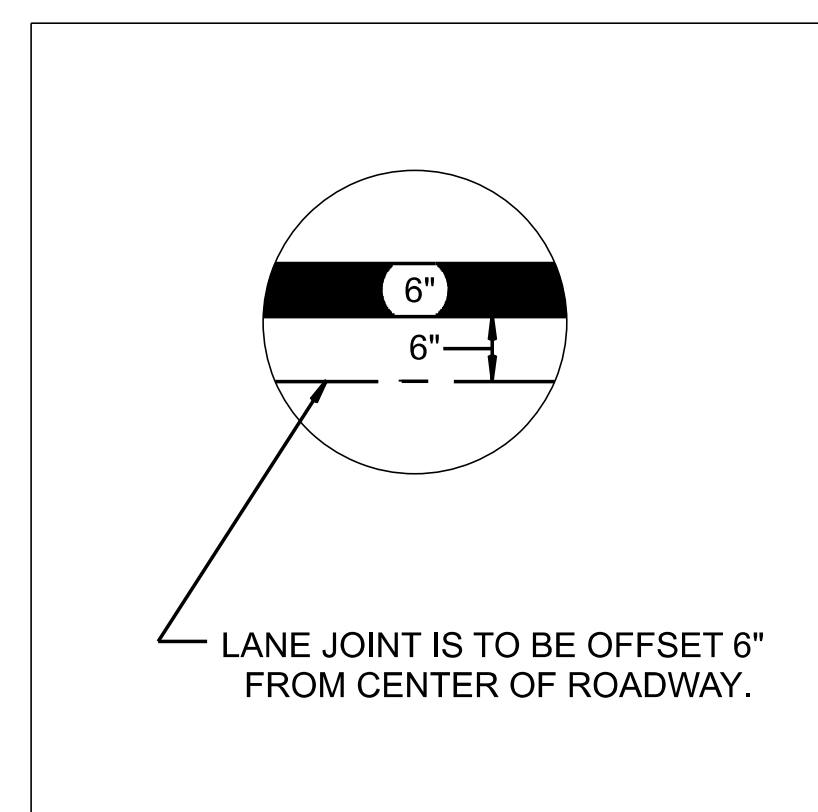 6"
6"
LANE JOINT IS TO BE OFFSET 6"
FROM CENTER OF ROADWAY.